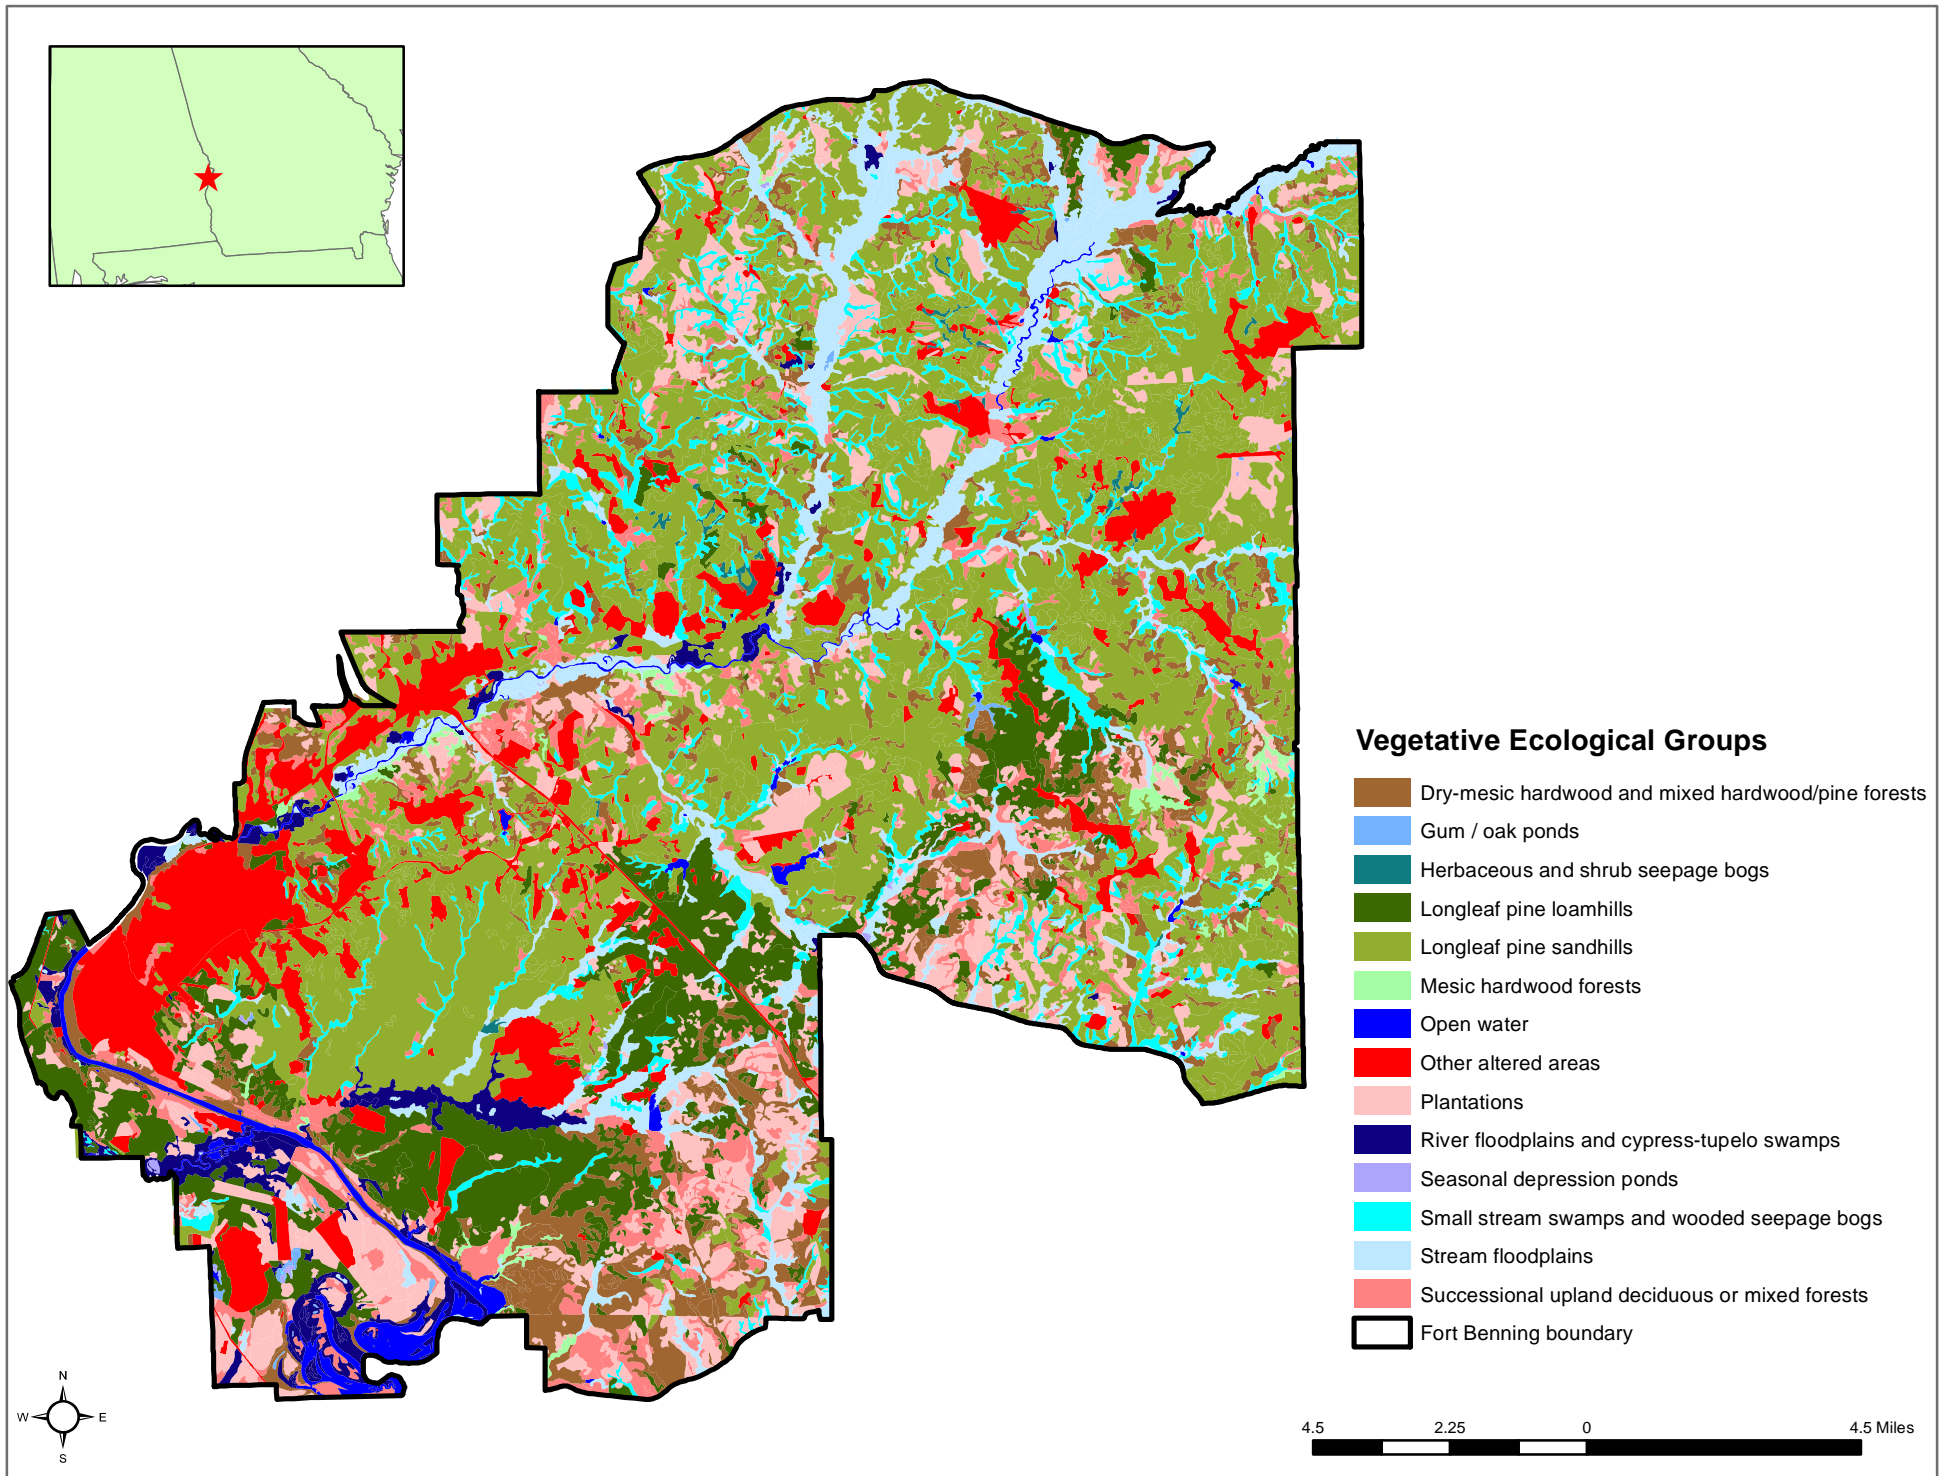 Vegetative Ecological Groups
Dry-mesic hardwood and mixed hardwood/pine forests
Gum / oak ponds
Herbaceous and shrub seepage bogs
Longleaf pine loamhills
Longleaf pine sandhills
Mesic hardwood forests
Open water
Other altered areas
Plantations
River floodplains and cypress-tupelo swamps
Seasonal depression ponds
Small stream swamps and wooded seepage bogs
Stream floodplains
Successional upland deciduous or mixed forests
Fort Benning boundary
N
W E
S
4.5 2.25 0 4.5 Miles